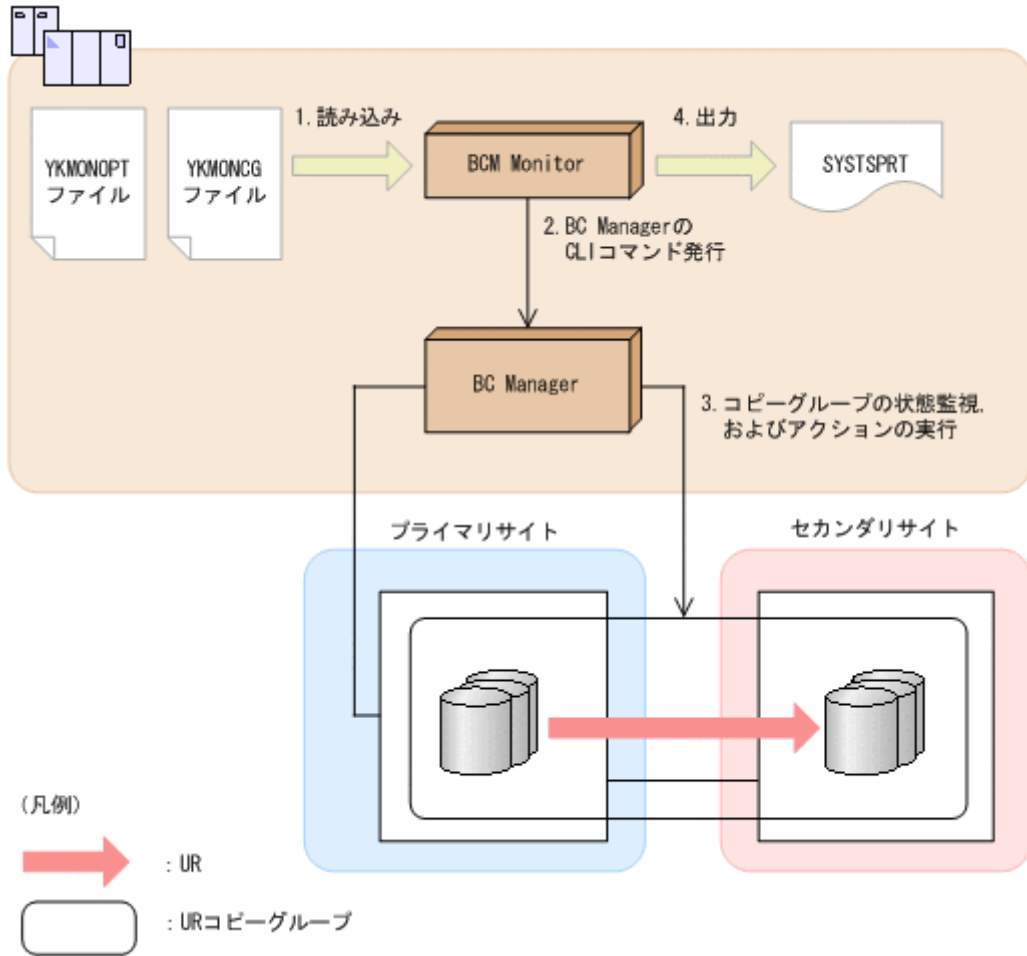 1.読み込み
4.出力
YKMONOPT
ファイル
YKMONCG
ファイル
BCM Monitor
SYSTSPRT
2.BC Managerの
CLIコマンド発行
BC Manager
3.コピーグループの状態監視,
およびアクションの実行
プライマリサイト
セカンダリサイト
(凡例)
:UR
:URコピーグループ